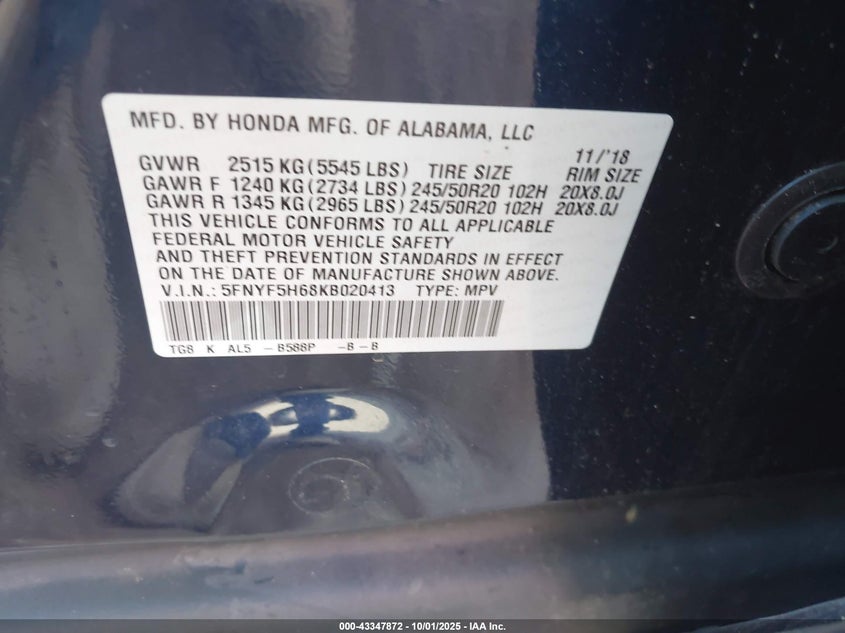 MFD. BY HONDA MFG. OF ALABAMA, LLC
11/'18
GVWR 2515 KG(5545 LBS) TIRE SIZE RIM SIZE
GAWR F 1240 KG(2734 LBS)245/50R20 102H 20X8.0J
GAWR R 1345 KG(2965 LBS)245/50R20 102H 20X8.0J
THIS VEHICLE CONFORMS TO ALL APPLICABLE
FEDERAL MOTOR VEHICLE SAFETY
AND THEFT PREVENTION STANDARDS IN EFFECT
ON THE DATE OF MANUFACTURE SHOWN ABOVE.
V.I.N.: 5FNYF5H68KB020413 TYPE: MPV
TG8 K AL5 -B588P -B-B
000-43347872 - 10/01/2025 - IAA Inc.